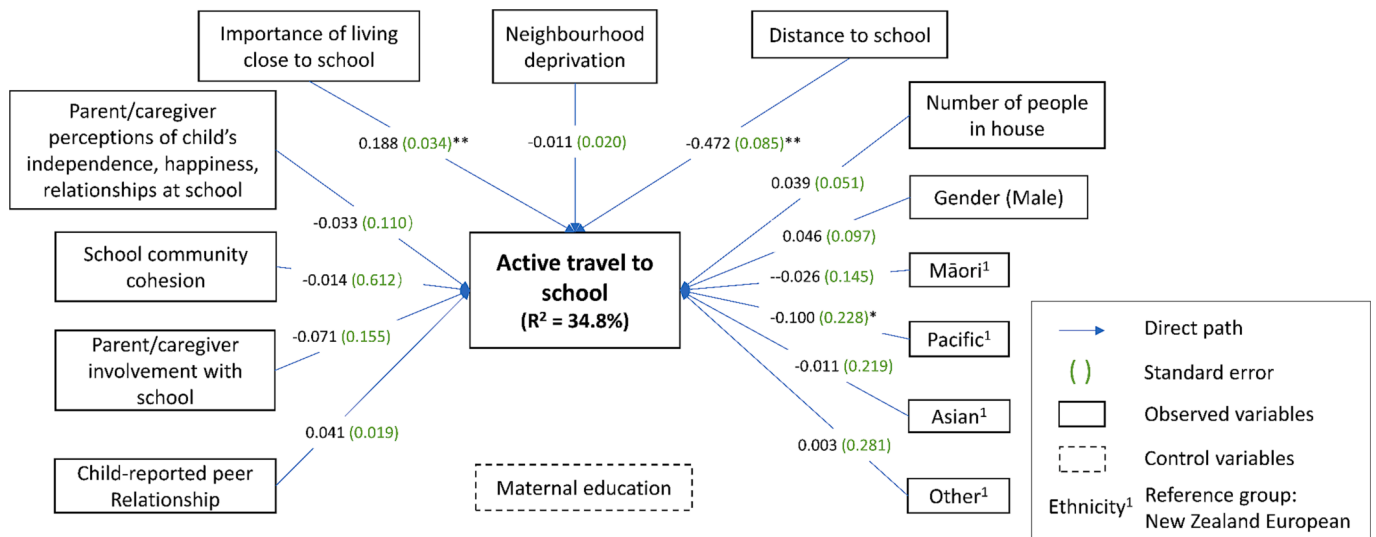 Importance of living
close to school
Neighbourhood
deprivation
Distance to school
Parent/caregiver
perceptions of child's
independence, happiness,
relationships at school
Number of people
in house
0.188 (0.034)**
-0.011 (0.020)
-0.472 (0.085)**
0.039 (0.051)
Gender (Male)
-0.033 (0.110)
0.046 (0.097)
School community
cohesion
-0.014 (0.612)
Active travel to
school
(R² = 34.8%)
--0.026 (0.145)
Māori¹
-0.100 (0.228)*
Pacific¹
Parent/caregiver
involvement with
school
-0.071 (0.155)
-0.011 (0.219)
Asian¹
0.041 (0.019)
0.003 (0.281)
Child-reported peer
Relationship
Maternal education
Other¹
Direct path
( ) Standard error
Observed variables
Control variables
Ethnicity¹ Reference group:
New Zealand European